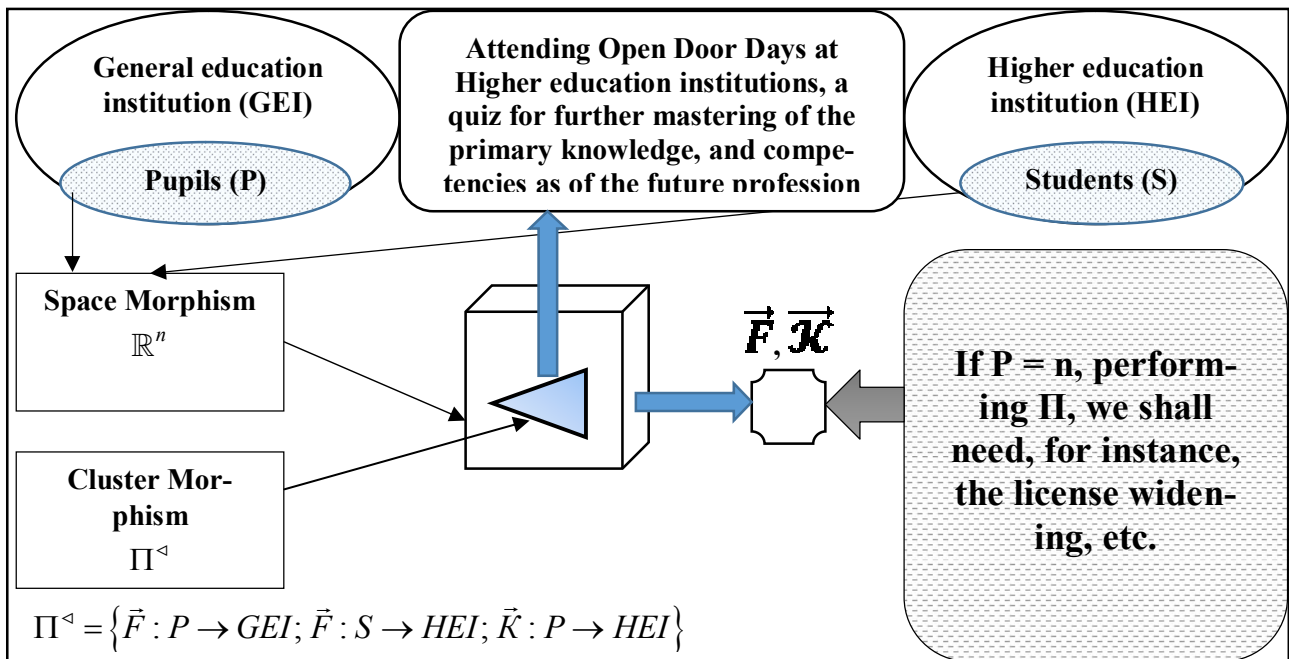 General education
institution (GEI)
Pupils (P)
Attending Open Door Days at
Higher education institutions, a
quiz for further mastering of the
primary knowledge, and compe-
tencies as of the future profession
Higher education
institution (HEI)
Students (S)
Space Morphism
ℝⁿ
Cluster Mor-
phism
Π^⊲
F⃗, 𝒦⃗
If P = n, perform-
ing Π, we shall
need, for instance,
the license widen-
ing, etc.
Π^⊲ = {F⃗ : P → GEI; F⃗ : S → HEI; K⃗ : P → HEI}